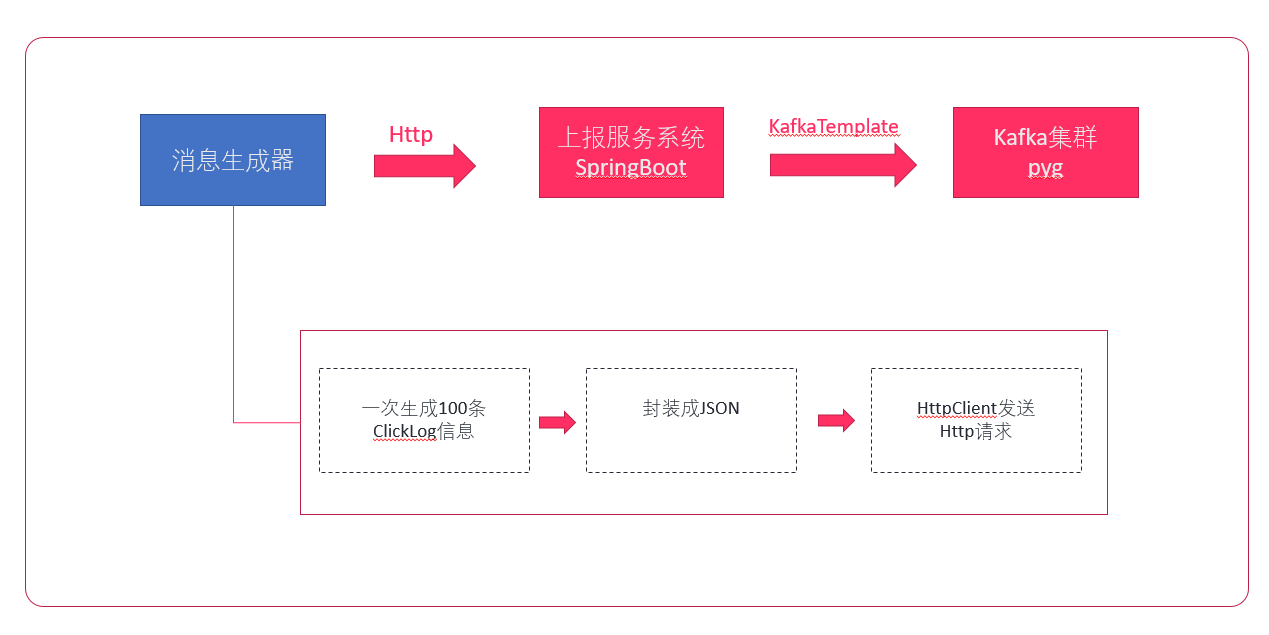 消息生成器
Http
上报服务系统
SpringBoot
KafkaTemplate
Kafka集群
pyg
一次生成100条
ClickLog信息
封装成JSON
HttpClient发送
Http请求